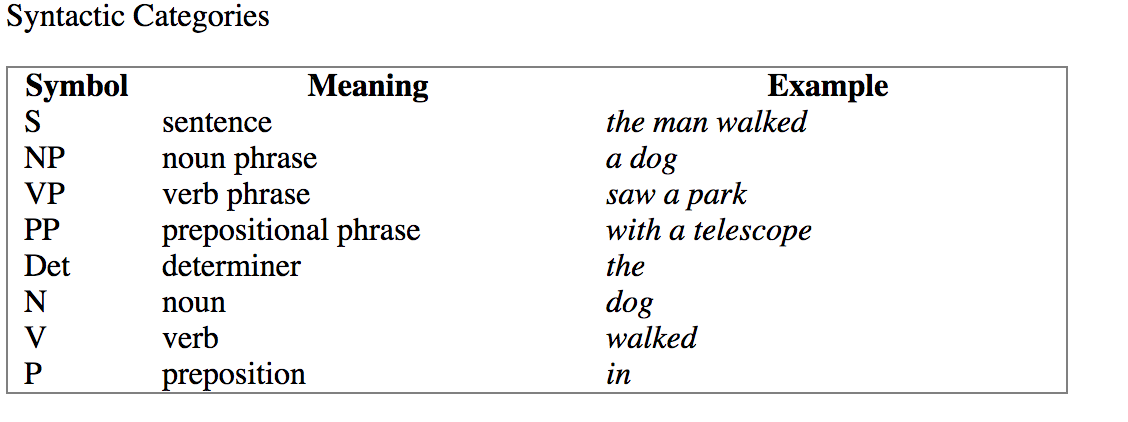 Syntactic Categories
Symbol Meaning Example
S sentence the man walked
NP noun phrase a dog
VP verb phrase saw a park
PP prepositional phrase with a telescope
Det determiner the
N noun dog
V verb walked
P preposition in